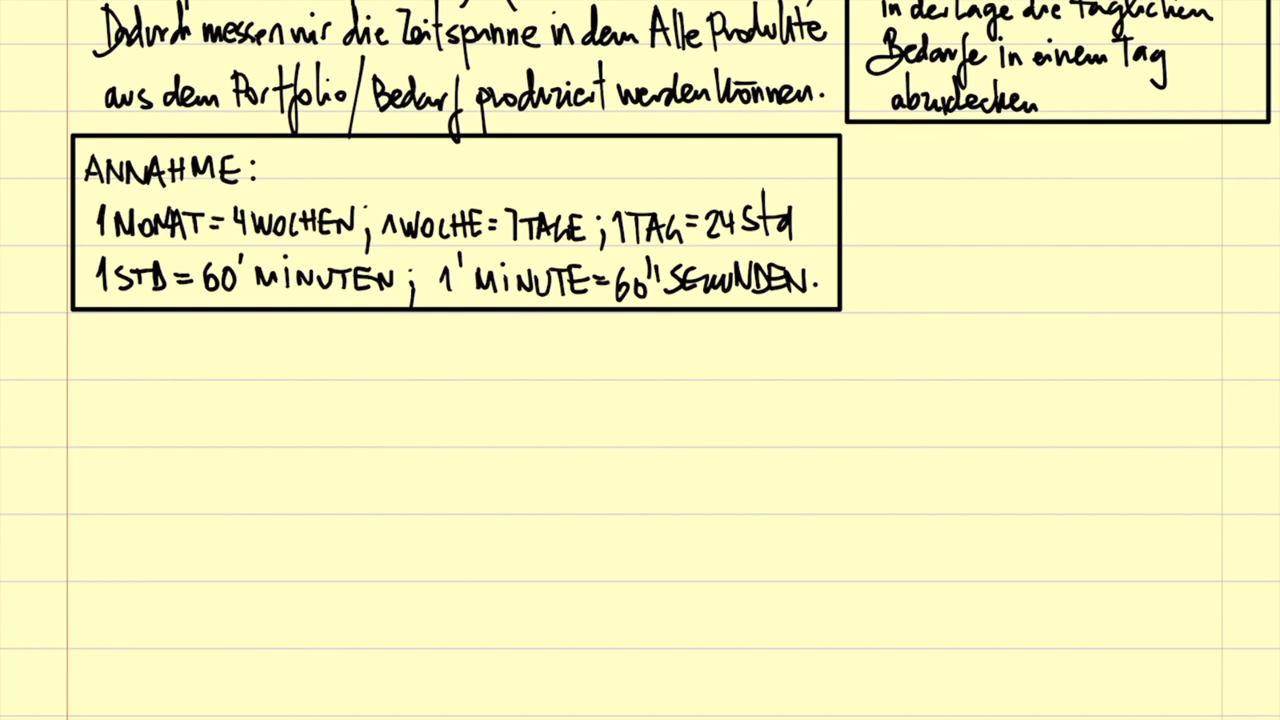 Dadurch messen wir die Zeitspanne in dem Alle Produkte
aus dem Portfolio/Bedarf produziert werden können.
in der Lage die täglichen
Bedarfe in einem Tag
abzudecken
ANNAHME:
1 MONAT = 4 WOCHEN ; 1 WOCHE = 7 TAGE ; 1 TAG = 24 Std
1 STD = 60' MINUTEN ; 1' MINUTE = 60'' SEKUNDEN.